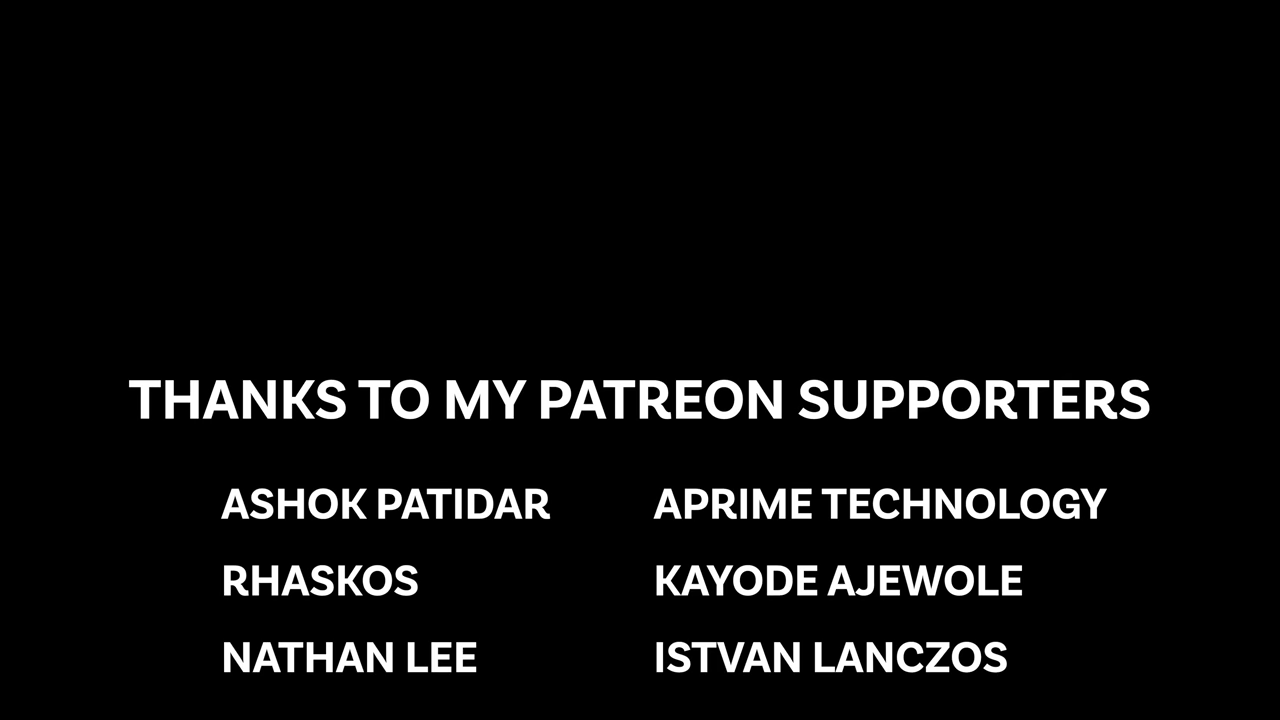 THANKS TO MY PATREON SUPPORTERS
ASHOK PATIDAR APRIME TECHNOLOGY
RHASKOS KAYODE AJEWOLE
NATHAN LEE ISTVAN LANCZOS